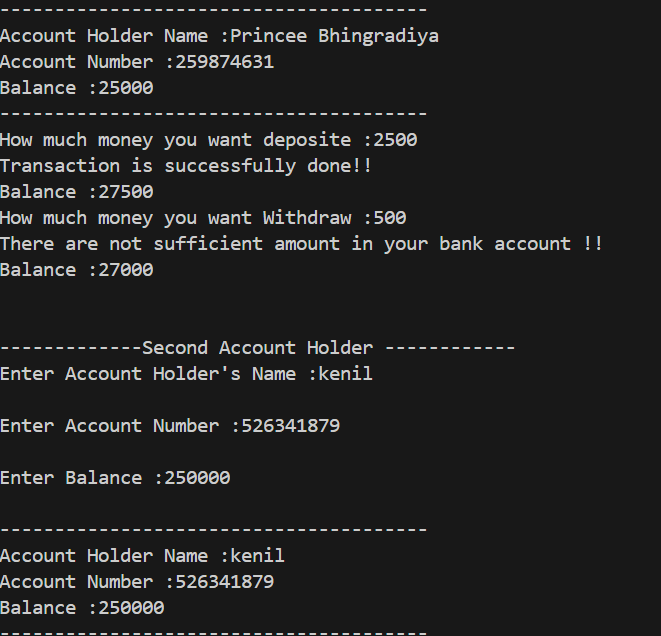 ---------------------------------------
Account Holder Name :Princee Bhingradiya
Account Number :259874631
Balance :25000
---------------------------------------
How much money you want deposite :2500
Transaction is successfully done!!
Balance :27500
How much money you want Withdraw :500
There are not sufficient amount in your bank account !!
Balance :27000
-------------Second Account Holder ------------
Enter Account Holder's Name :kenil
Enter Account Number :526341879
Enter Balance :250000
---------------------------------------
Account Holder Name :kenil
Account Number :526341879
Balance :250000
---------------------------------------